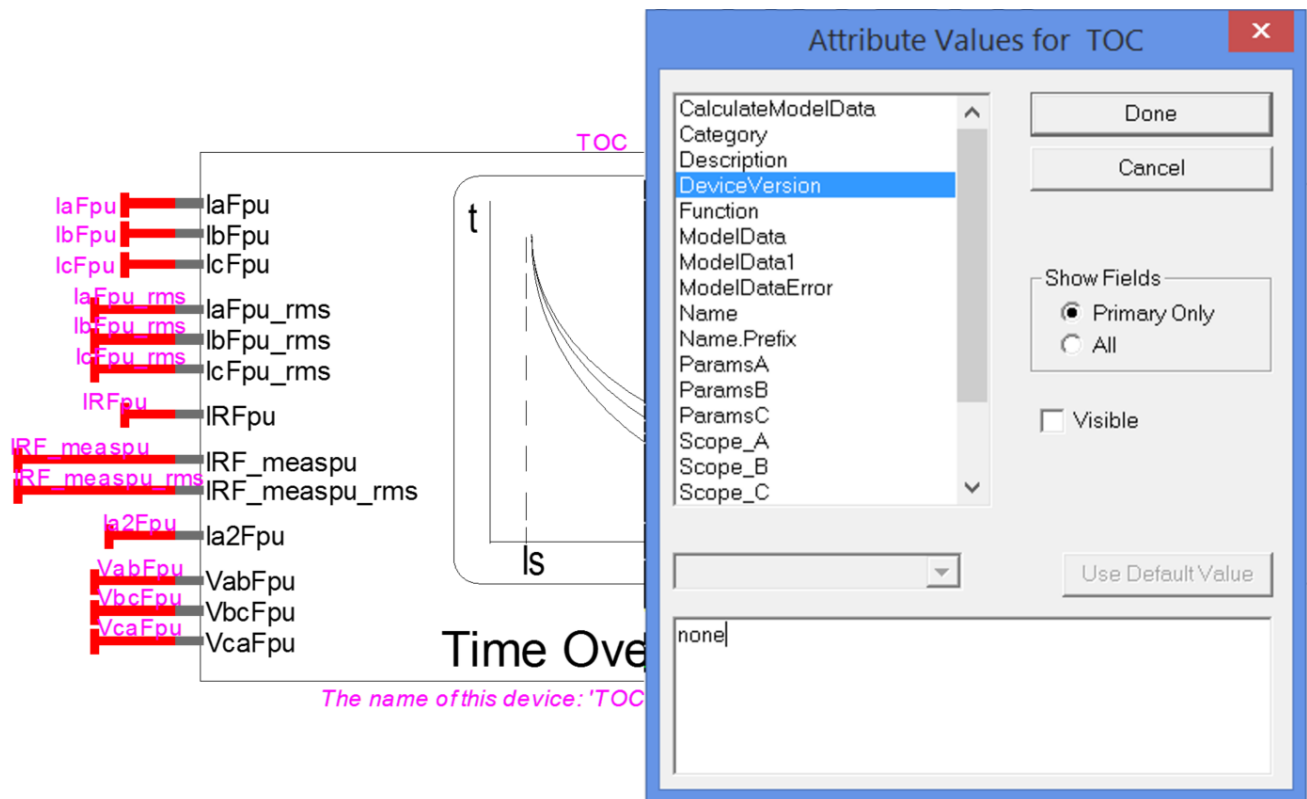 TOC
IaFpu
IaFpu
IbFpu
IbFpu
IcFpu
IcFpu
IaFpu_rms
IaFpu_rms
IbFpu_rms
IbFpu_rms
IcFpu_rms
IcFpu_rms
IRFpu
IRFpu
IRF_measpu
IRF_measpu
IRF_measpu_rms
IRF_measpu_rms
Ia2Fpu
Ia2Fpu
VabFpu
VabFpu
VbcFpu
VbcFpu
VcaFpu
VcaFpu
t
Is
Time Ove
The name of this device: 'TOC
Attribute Values for TOC
CalculateModelData
Category
Description
DeviceVersion
Function
ModelData
ModelData1
ModelDataError
Name
Name.Prefix
ParamsA
ParamsB
ParamsC
Scope_A
Scope_B
Scope_C
Done
Cancel
Show Fields
Primary Only
All
Visible
Use Default Value
none